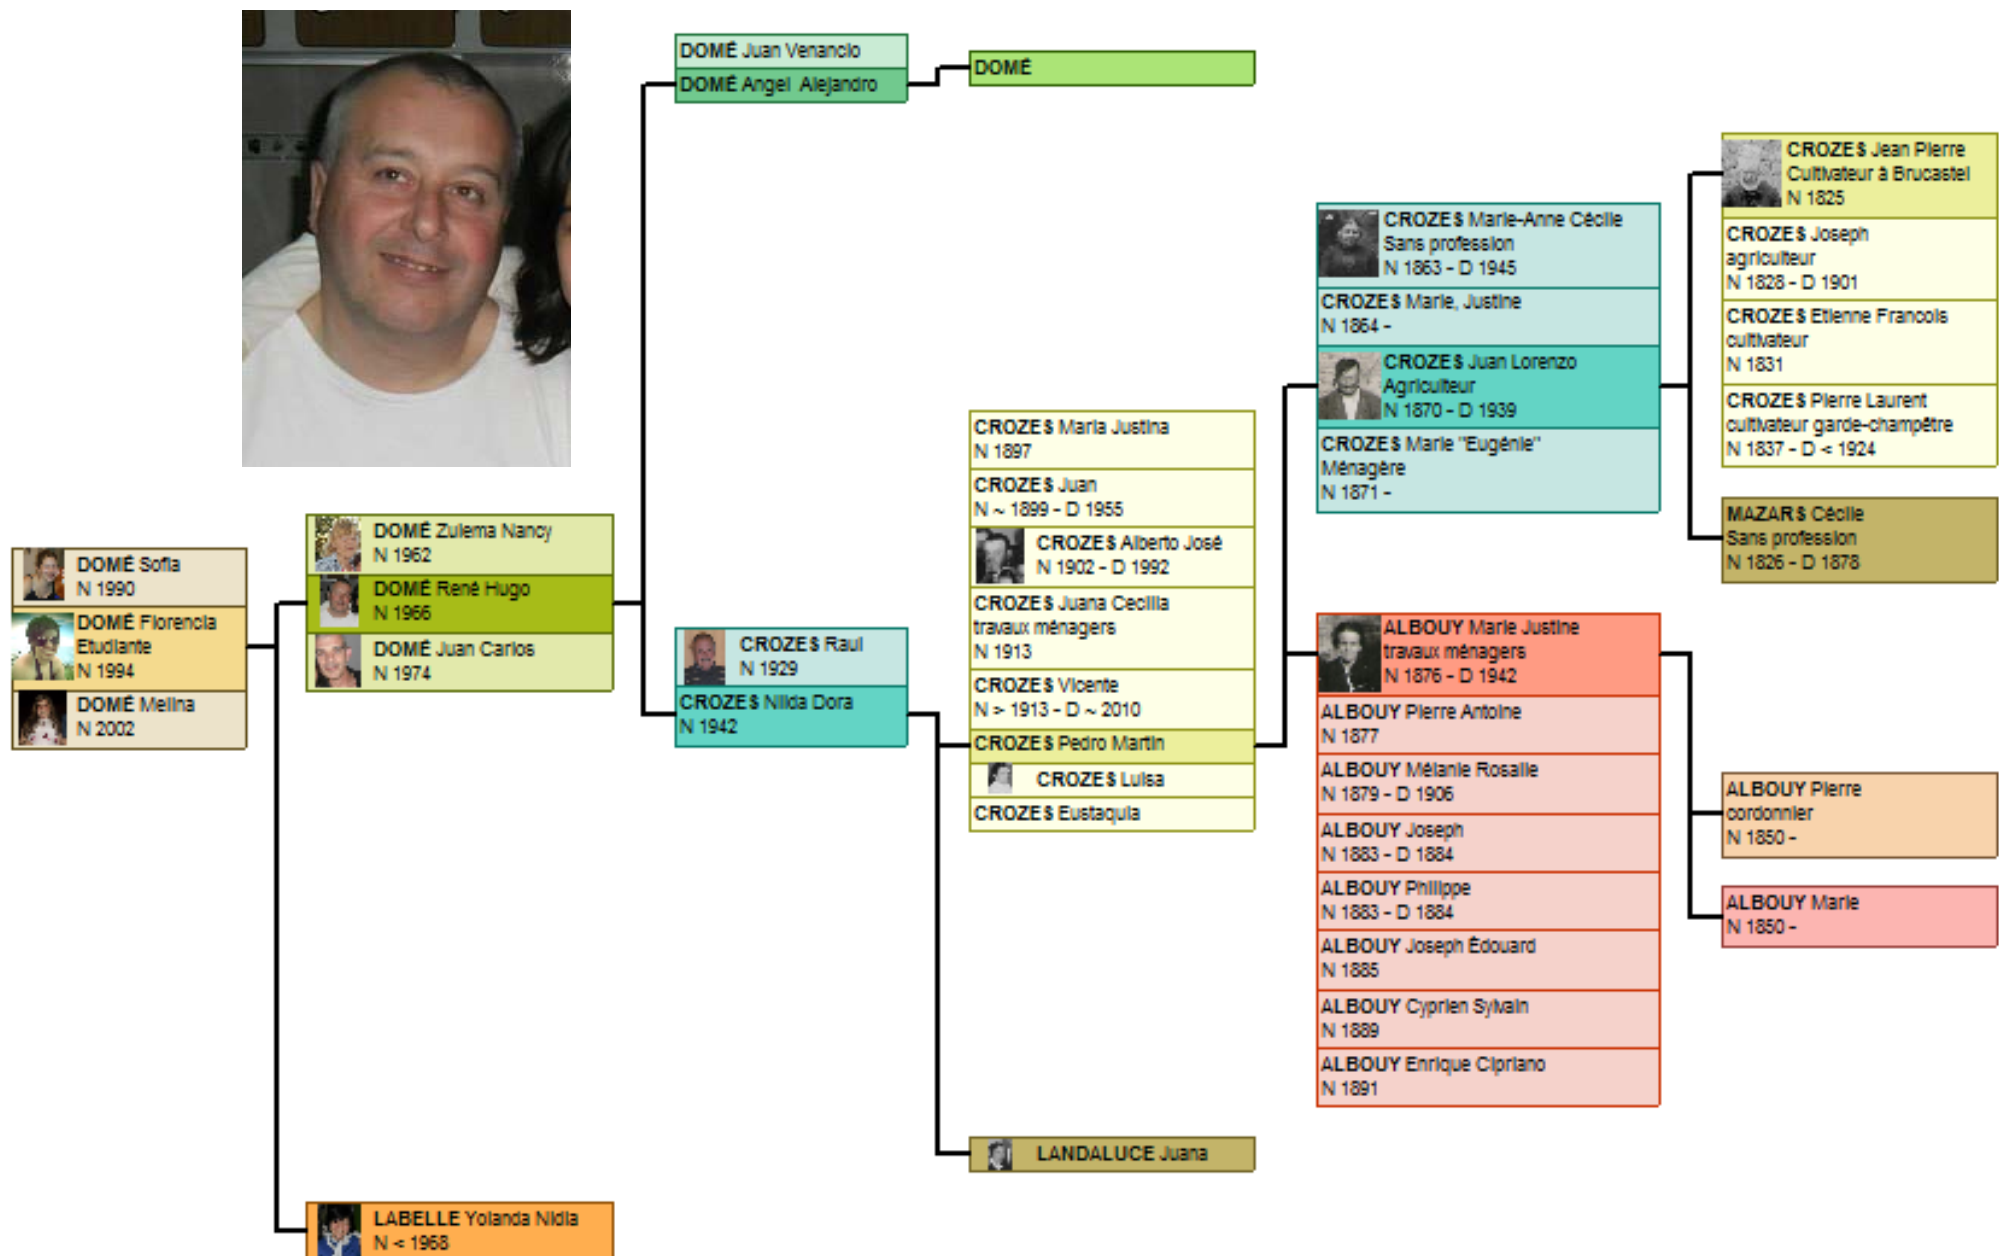 DOMÉ Sofia
N 1990
DOMÉ Florencia
Etudiante
N 1994
DOMÉ Melina
N 2002
DOMÉ Zulema Nancy
N 1962
DOMÉ René Hugo
N 1966
DOMÉ Juan Carlos
N 1974
LABELLE Yolanda Nidia
N < 1968
DOMÉ Juan Venancio
DOMÉ Angel Alejandro
CROZES Raul
N 1929
CROZES Nilda Dora
N 1942
DOMÉ
CROZES Maria Justina
N 1897
CROZES Juan
N ~ 1899 - D 1955
CROZES Alberto José
N 1902 - D 1992
CROZES Juana Cecilia
travaux ménagers
N 1913
CROZES Vicente
N > 1913 - D ~ 2010
CROZES Pedro Martin
CROZES Luisa
CROZES Eustaquia
LANDALUCE Juana
CROZES Marie-Anne Cécile
Sans profession
N 1863 - D 1945
CROZES Marie, Justine
N 1864 -
CROZES Juan Lorenzo
Agriculteur
N 1870 - D 1939
CROZES Marie "Eugénie"
Ménagère
N 1871 -
ALBOUY Marie Justine
travaux ménagers
N 1876 - D 1942
ALBOUY Pierre Antoine
N 1877
ALBOUY Mélanie Rosalie
N 1879 - D 1906
ALBOUY Joseph
N 1883 - D 1884
ALBOUY Philippe
N 1883 - D 1884
ALBOUY Joseph Édouard
N 1885
ALBOUY Cyprien Sylvain
N 1889
ALBOUY Enrique Cipriano
N 1891
CROZES Jean Pierre
Cultivateur à Brucastel
N 1825
CROZES Joseph
agriculteur
N 1828 - D 1901
CROZES Etienne Francois
cultivateur
N 1831
CROZES Pierre Laurent
cultivateur garde-champêtre
N 1837 - D < 1924
MAZARS Cécile
Sans profession
N 1826 - D 1878
ALBOUY Pierre
cordonnier
N 1850 -
ALBOUY Marie
N 1850 -